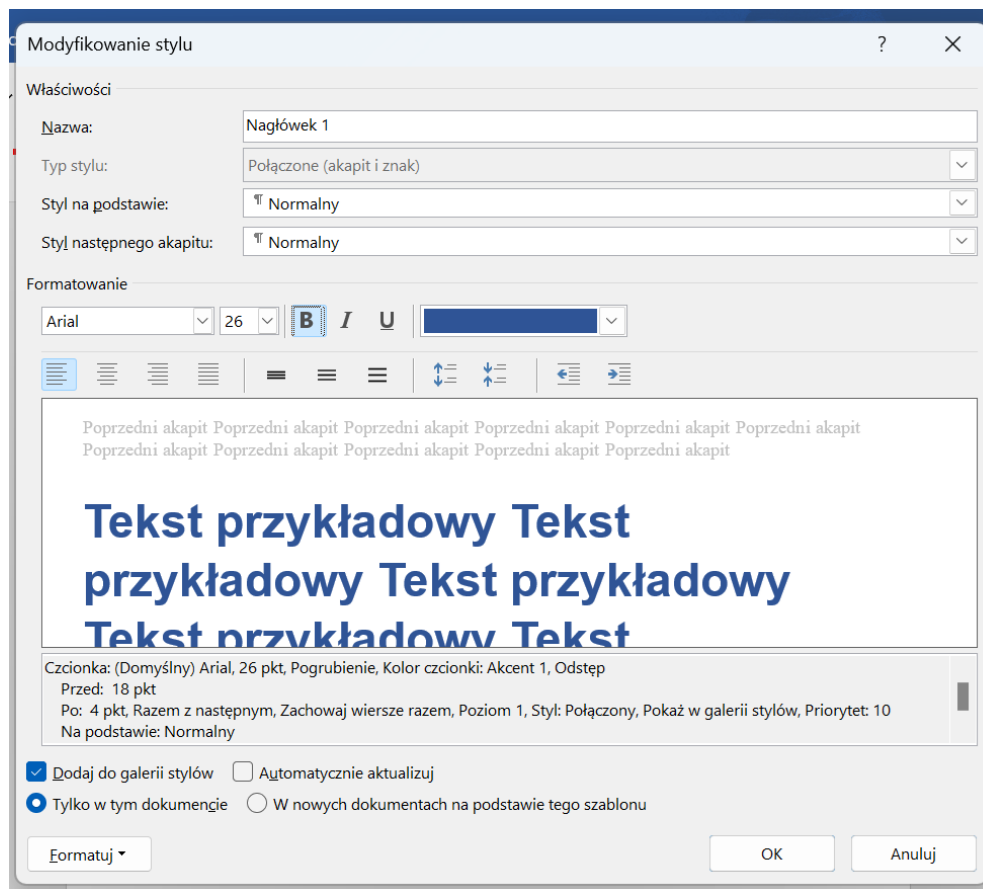 Modyfikowanie stylu
?
Właściwości
Nazwa:
Nagłówek 1
Typ stylu:
Połączone (akapit i znak)
Styl na podstawie:
¶ Normalny
Styl następnego akapitu:
¶ Normalny
Formatowanie
Arial
26
B I U
Poprzedni akapit Poprzedni akapit Poprzedni akapit Poprzedni akapit Poprzedni akapit Poprzedni akapit
Poprzedni akapit Poprzedni akapit Poprzedni akapit Poprzedni akapit Poprzedni akapit
Tekst przykładowy Tekst
przykładowy Tekst przykładowy
Tekst przykładowy Tekst
Czcionka: (Domyślny) Arial, 26 pkt, Pogrubienie, Kolor czcionki: Akcent 1, Odstęp
Przed: 18 pkt
Po: 4 pkt, Razem z następnym, Zachowaj wiersze razem, Poziom 1, Styl: Połączony, Pokaż w galerii stylów, Priorytet: 10
Na podstawie: Normalny
Dodaj do galerii stylów
Automatycznie aktualizuj
Tylko w tym dokumencie
W nowych dokumentach na podstawie tego szablonu
Formatuj
OK
Anuluj